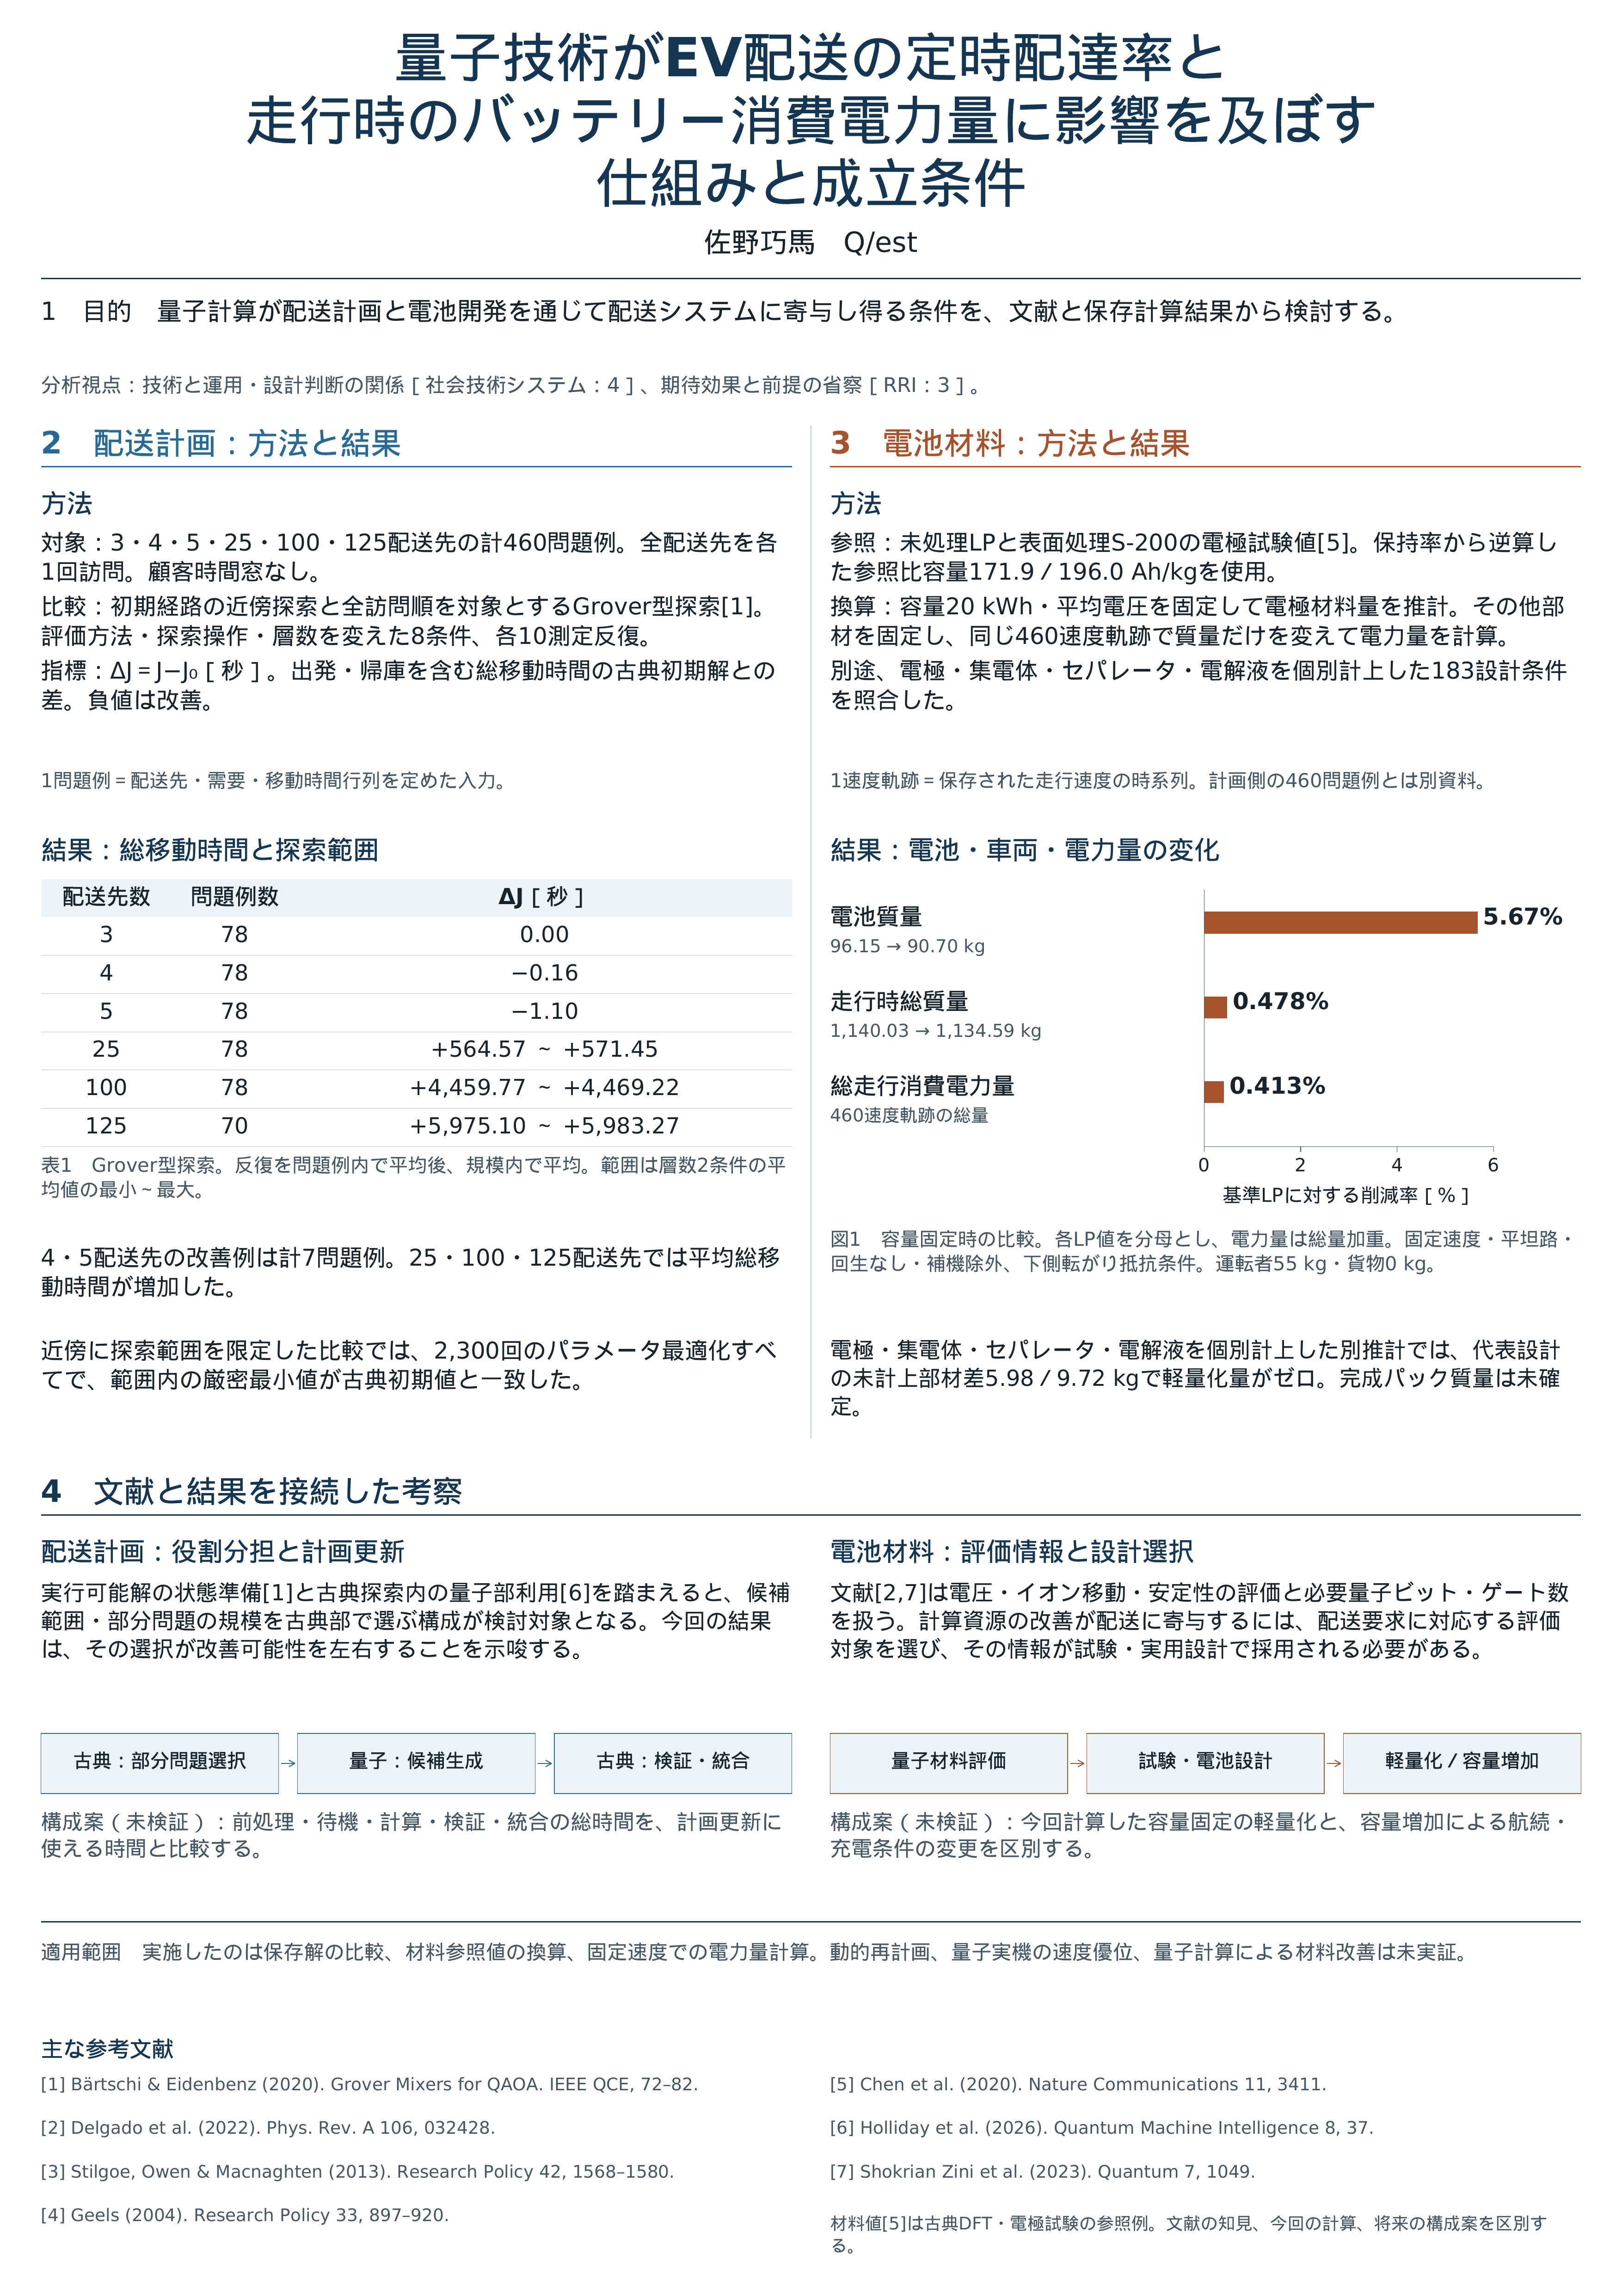 量子技術がEV配送の定時配達率と
走行時のバッテリー消費電力量に影響を及ぼす
仕組みと成立条件
佐野巧馬　Q/est
1　目的　量子計算が配送計画と電池開発を通じて配送システムに寄与し得る条件を、文献と保存計算結果から検討する。
分析視点：技術と運用・設計判断の関係［社会技術システム：4］、期待効果と前提の省察［RRI：3］。
2　配送計画：方法と結果
方法
対象：3・4・5・25・100・125配送先の計460問題例。全配送先を各
1回訪問。顧客時間窓なし。
比較：初期経路の近傍探索と全訪問順を対象とするGrover型探索[1]。
評価方法・探索操作・層数を変えた8条件、各10測定反復。
指標：ΔJ＝J−J₀［秒］。出発・帰庫を含む総移動時間の古典初期解との
差。負値は改善。
1問題例＝配送先・需要・移動時間行列を定めた入力。
結果：総移動時間と探索範囲
配送先数　問題例数　ΔJ［秒］
3　78　0.00
4　78　−0.16
5　78　−1.10
25　78　+564.57 ～ +571.45
100　78　+4,459.77 ～ +4,469.22
125　70　+5,975.10 ～ +5,983.27
表1　Grover型探索。反復を問題例内で平均後、規模内で平均。範囲は層数2条件の平
均値の最小～最大。
4・5配送先の改善例は計7問題例。25・100・125配送先では平均総移
動時間が増加した。
近傍に探索範囲を限定した比較では、2,300回のパラメータ最適化すべ
てで、範囲内の厳密最小値が古典初期値と一致した。
3　電池材料：方法と結果
方法
参照：未処理LPと表面処理S-200の電極試験値[5]。保持率から逆算し
た参照比容量171.9／196.0 Ah/kgを使用。
換算：容量20 kWh・平均電圧を固定して電極材料量を推計。その他部
材を固定し、同じ460速度軌跡で質量だけを変えて電力量を計算。
別途、電極・集電体・セパレータ・電解液を個別計上した183設計条件
を照合した。
1速度軌跡＝保存された走行速度の時系列。計画側の460問題例とは別資料。
結果：電池・車両・電力量の変化
電池質量
96.15 → 90.70 kg
5.67%
走行時総質量
1,140.03 → 1,134.59 kg
0.478%
総走行消費電力量
460速度軌跡の総量
0.413%
0　2　4　6
基準LPに対する削減率［%］
図1　容量固定時の比較。各LP値を分母とし、電力量は総量加重。固定速度・平坦路・
回生なし・補機除外、下側転がり抵抗条件。運転者55 kg・貨物0 kg。
電極・集電体・セパレータ・電解液を個別計上した別推計では、代表設計
の未計上部材差5.98／9.72 kgで軽量化量がゼロ。完成パック質量は未確
定。
4　文献と結果を接続した考察
配送計画：役割分担と計画更新
実行可能解の状態準備[1]と古典探索内の量子部利用[6]を踏まえると、候補
範囲・部分問題の規模を古典部で選ぶ構成が検討対象となる。今回の結果
は、その選択が改善可能性を左右することを示唆する。
古典：部分問題選択 → 量子：候補生成 → 古典：検証・統合
構成案（未検証）：前処理・待機・計算・検証・統合の総時間を、計画更新に
使える時間と比較する。
電池材料：評価情報と設計選択
文献[2,7]は電圧・イオン移動・安定性の評価と必要量子ビット・ゲート数
を扱う。計算資源の改善が配送に寄与するには、配送要求に対応する評価
対象を選び、その情報が試験・実用設計で採用される必要がある。
量子材料評価 → 試験・電池設計 → 軽量化／容量増加
構成案（未検証）：今回計算した容量固定の軽量化と、容量増加による航続・
充電条件の変更を区別する。
適用範囲　実施したのは保存解の比較、材料参照値の換算、固定速度での電力量計算。動的再計画、量子実機の速度優位、量子計算による材料改善は未実証。
主な参考文献
[1] Bärtschi & Eidenbenz (2020). Grover Mixers for QAOA. IEEE QCE, 72–82.
[2] Delgado et al. (2022). Phys. Rev. A 106, 032428.
[3] Stilgoe, Owen & Macnaghten (2013). Research Policy 42, 1568–1580.
[4] Geels (2004). Research Policy 33, 897–920.
[5] Chen et al. (2020). Nature Communications 11, 3411.
[6] Holliday et al. (2026). Quantum Machine Intelligence 8, 37.
[7] Shokrian Zini et al. (2023). Quantum 7, 1049.
材料値[5]は古典DFT・電極試験の参照例。文献の知見、今回の計算、将来の構成案を区別す
る。